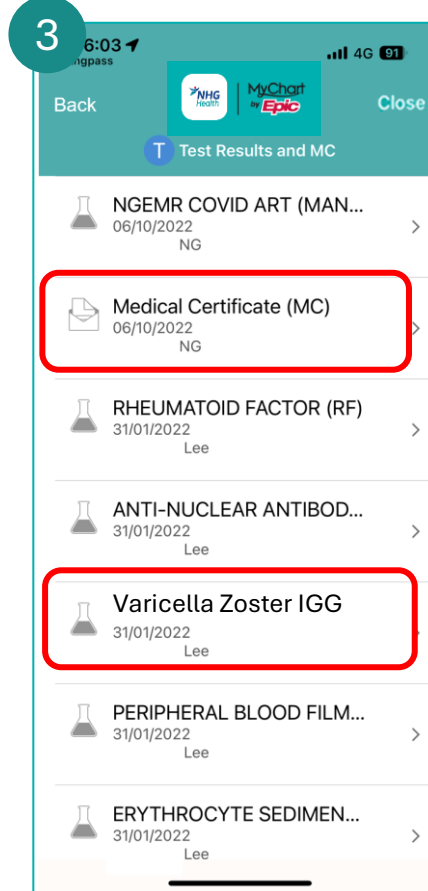 3
6:03
4G 91
ngpass
Back
NHG
Health
MyChart
by Epic
Close
T Test Results and MC
NGEMR COVID ART (MAN...
06/10/2022
NG
Medical Certificate (MC)
06/10/2022
NG
RHEUMATOID FACTOR (RF)
31/01/2022
Lee
ANTI-NUCLEAR ANTIBOD...
31/01/2022
Lee
Varicella Zoster IGG
31/01/2022
Lee
PERIPHERAL BLOOD FILM...
31/01/2022
Lee
ERYTHROCYTE SEDIMEN...
31/01/2022
Lee